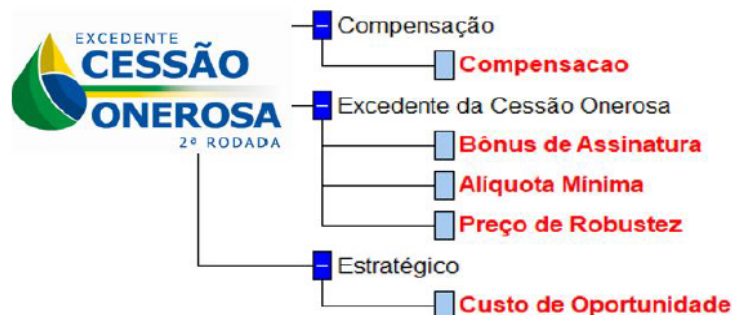 EXCEDENTE
CESSÃO
ONEROSA
2ª RODADA
Compensação
Compensacao
Excedente da Cessão Onerosa
Bônus de Assinatura
Alíquota Mínima
Preço de Robustez
Estratégico
Custo de Oportunidade